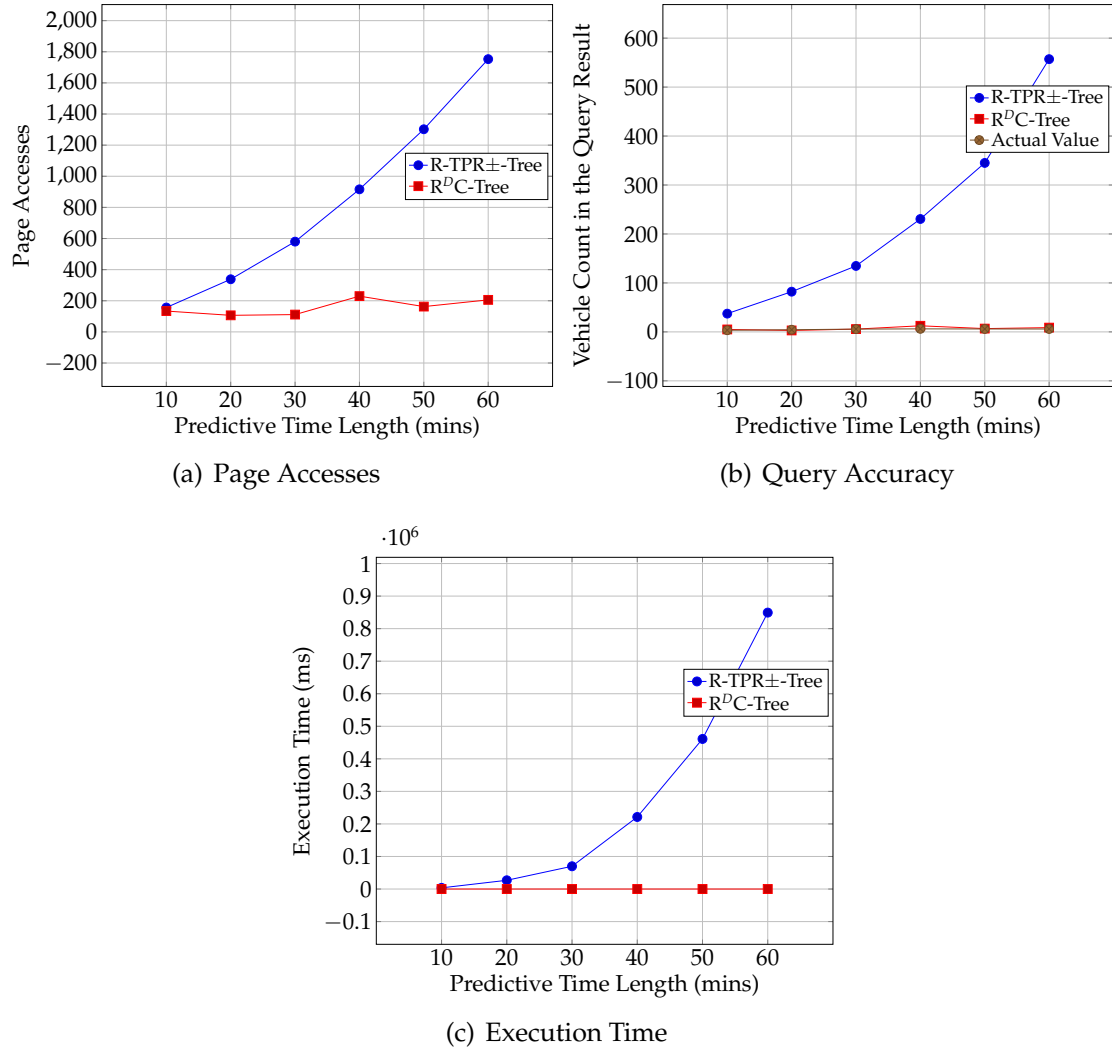 2,000
1,800
1,600
1,400
1,200
1,000
800
600
400
200
0
−200
Page Accesses
R-TPR±-Tree
RᴰC-Tree
10 20 30 40 50 60
Predictive Time Length (mins)
(a) Page Accesses
600
500
400
300
200
100
0
−100
Vehicle Count in the Query Result
R-TPR±-Tree
RᴰC-Tree
Actual Value
10 20 30 40 50 60
Predictive Time Length (mins)
(b) Query Accuracy
·10⁶
1
0.9
0.8
0.7
0.6
0.5
0.4
0.3
0.2
0.1
0
−0.1
Execution Time (ms)
R-TPR±-Tree
RᴰC-Tree
10 20 30 40 50 60
Predictive Time Length (mins)
(c) Execution Time